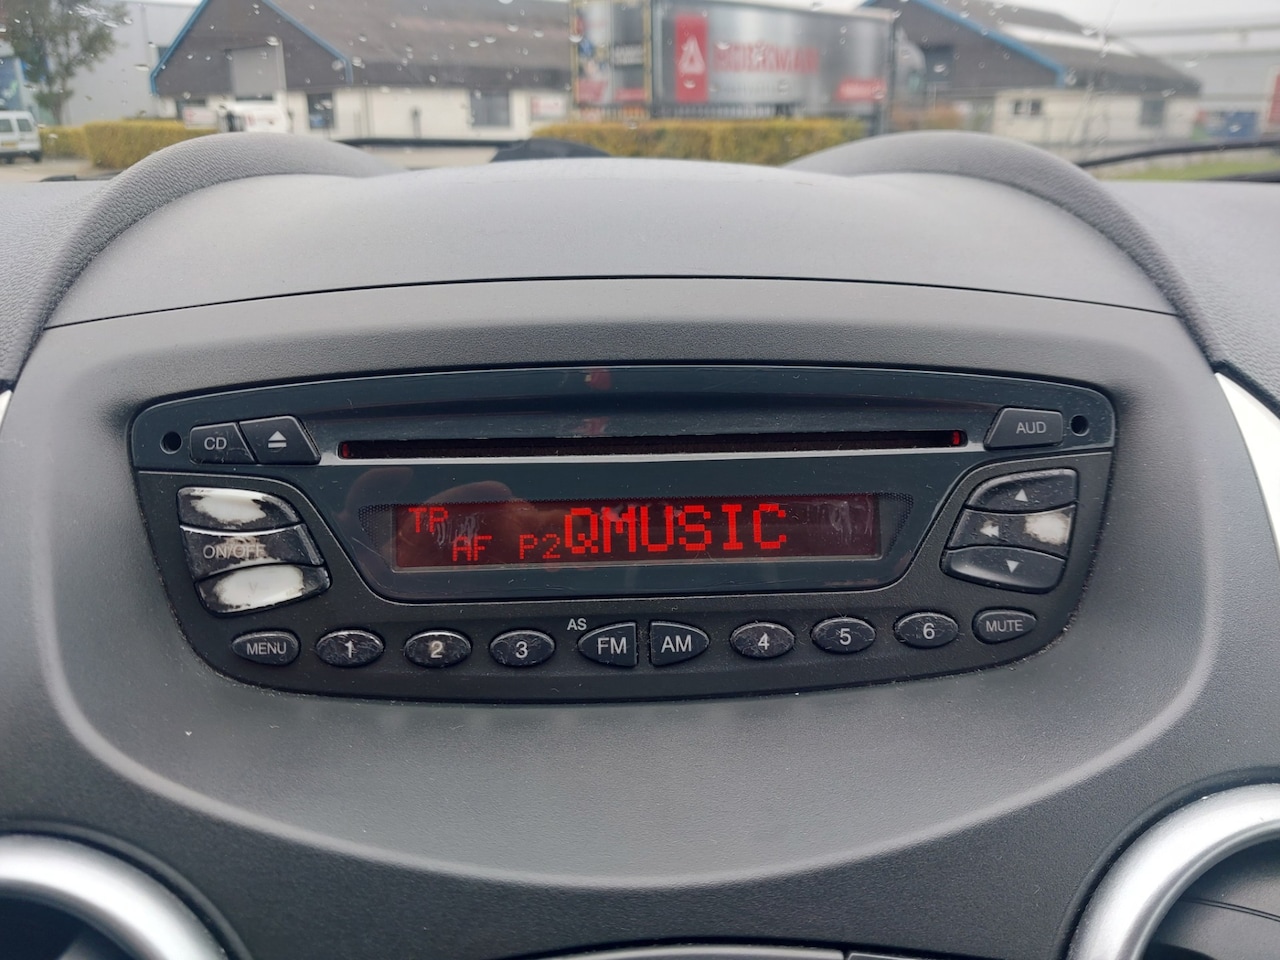 CD
AUD
TP
AF P2 QMUSIC
ON/OFF
MENU 1 2 3 AS FM AM 4 5 6 MUTE